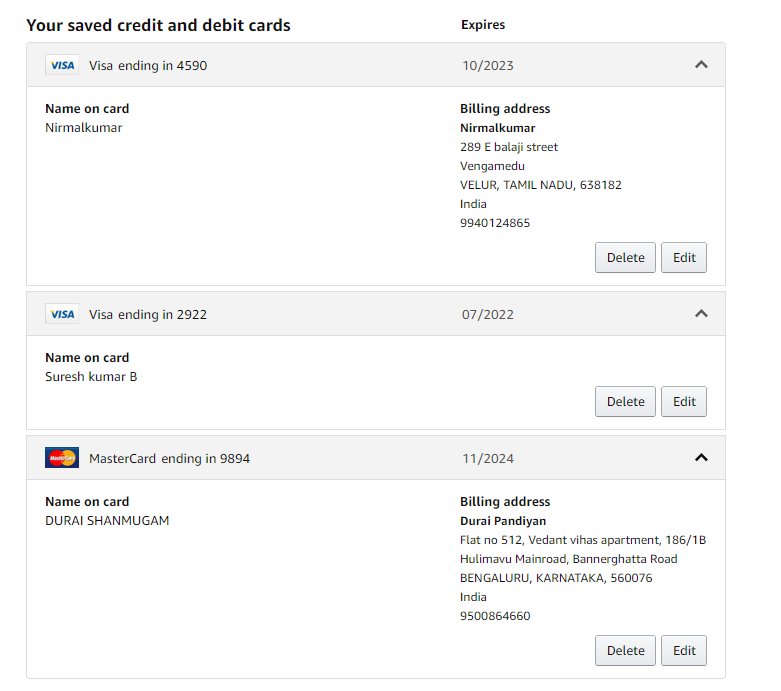 Your saved credit and debit cards Expires
VISA Visa ending in 4590 10/2023
Name on card
Nirmalkumar
Billing address
Nirmalkumar
289 E balaji street
Vengamedu
VELUR, TAMIL NADU, 638182
India
9940124865
Delete Edit
VISA Visa ending in 2922 07/2022
Name on card
Suresh kumar B
Delete Edit
MasterCard MasterCard ending in 9894 11/2024
Name on card
DURAI SHANMUGAM
Billing address
Durai Pandiyan
Flat no 512, Vedant vihas apartment, 186/1B
Hulimavu Mainroad, Bannerghatta Road
BENGALURU, KARNATAKA, 560076
India
9500864660
Delete Edit